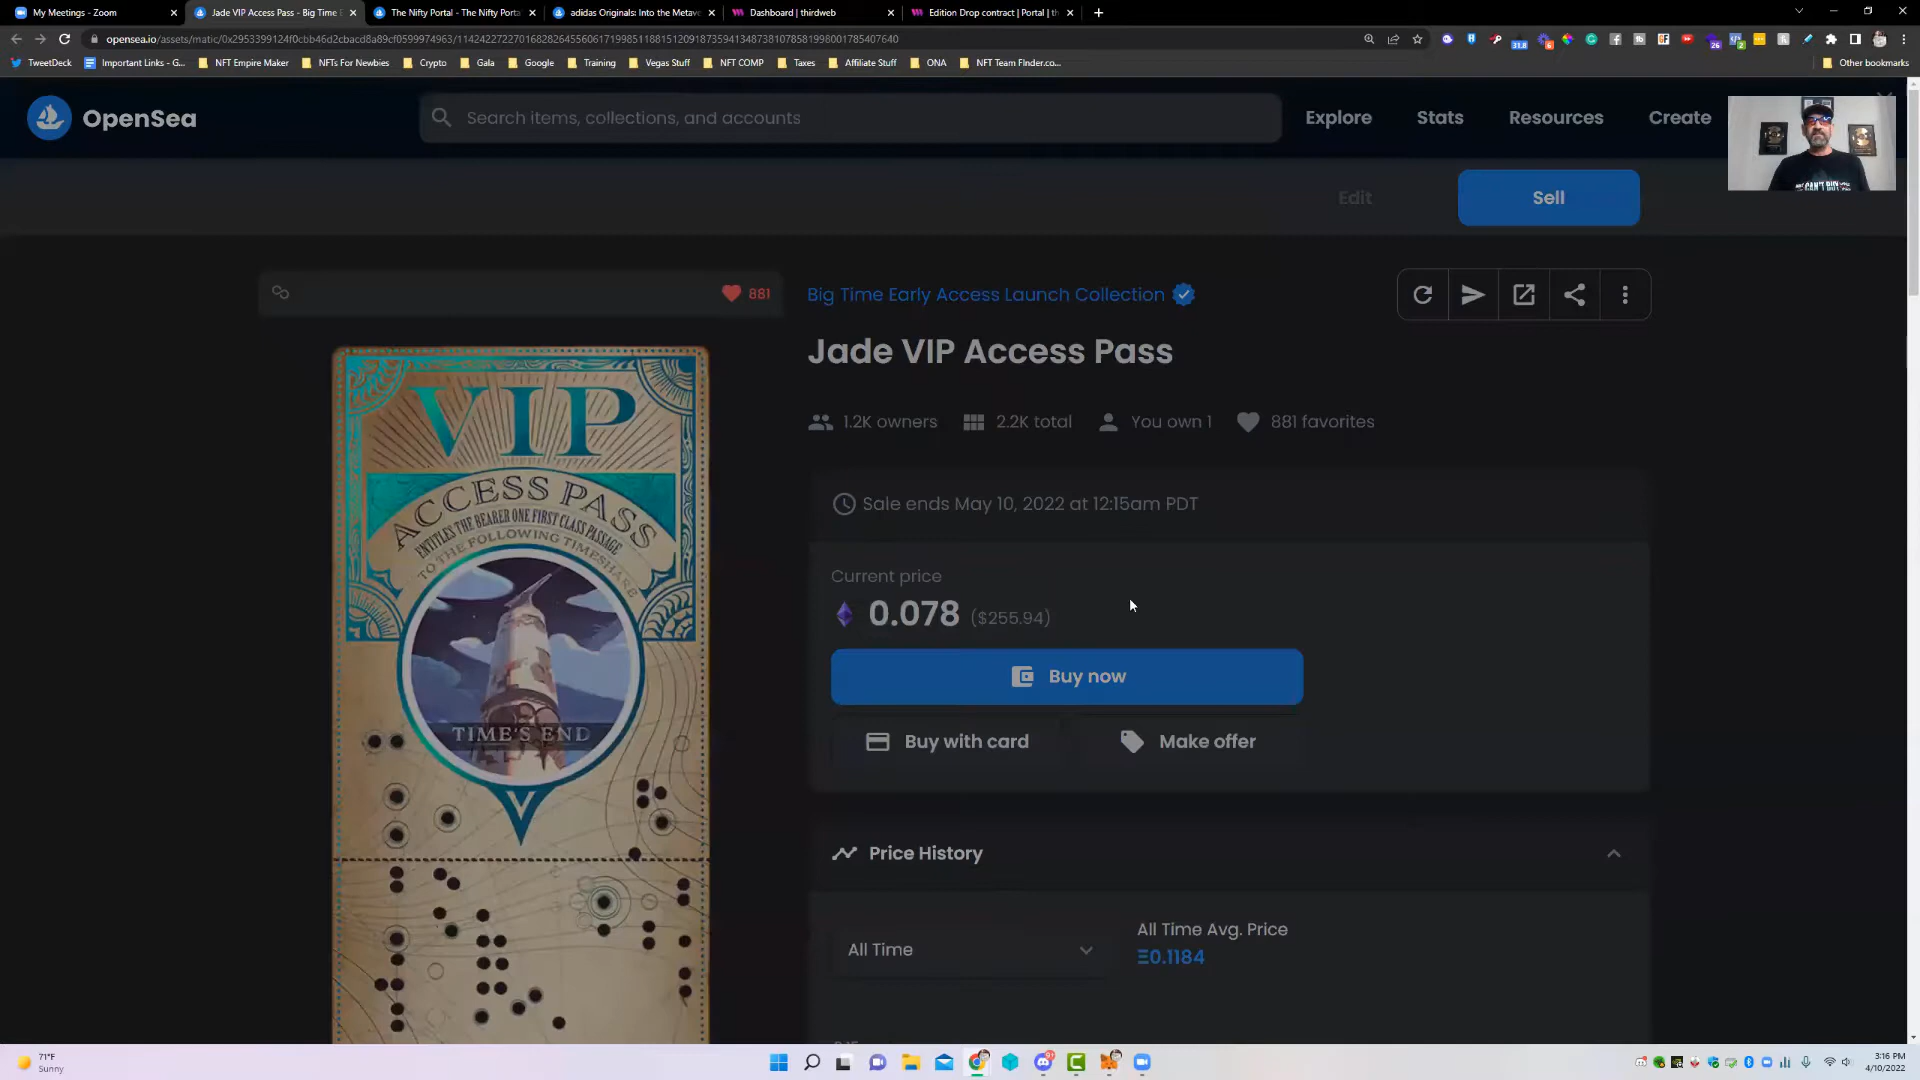 My Meetings - Zoom
Jade VIP Access Pass - Big Time E
The Nifty Portal - The Nifty Porta
adidas Originals: Into the Metave
Dashboard | thirdweb
Edition Drop contract | Portal | th
opensea.io/assets/matic/0x2953399124f0cbb46d2cbacd8a89cf0599974963/114242272270168282645560617199851188151209187359413487381078581998001785407640
TweetDeck
Important Links - G...
NFT Empire Maker
NFTs For Newbies
Crypto
Gala
Google
Training
Vegas Stuff
NFT COMP
Taxes
Affiliate Stuff
ONA
NFT Team FInder.co...
Other bookmarks
OpenSea
Search items, collections, and accounts
Explore
Stats
Resources
Create
Edit
Sell
881
Big Time Early Access Launch Collection
Jade VIP Access Pass
1.2K owners
2.2K total
You own 1
881 favorites
VIP
ACCESS PASS
ENTITLES THE BEARER ONE FIRST CLASS PASSAGE
TO THE FOLLOWING TIMESHARE
TIME'S END
Sale ends May 10, 2022 at 12:15am PDT
Current price
0.078 ($255.94)
Buy now
Buy with card
Make offer
Price History
All Time
All Time Avg. Price
Ξ0.1184
71°F
Sunny
3:16 PM
4/10/2022